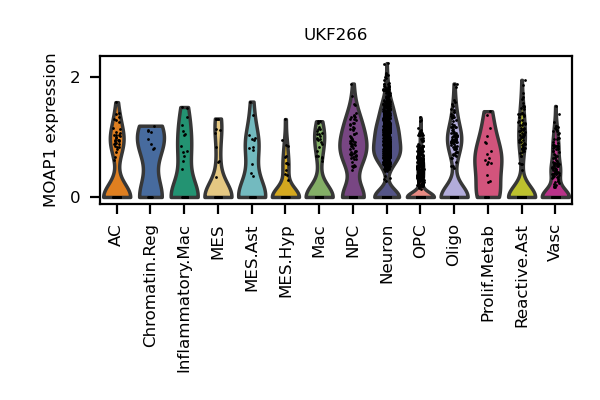 UKF266
MOAP1 expression
2
0
AC
Chromatin.Reg
Inflammatory.Mac
MES
MES.Ast
MES.Hyp
Mac
NPC
Neuron
OPC
Oligo
Prolif.Metab
Reactive.Ast
Vasc